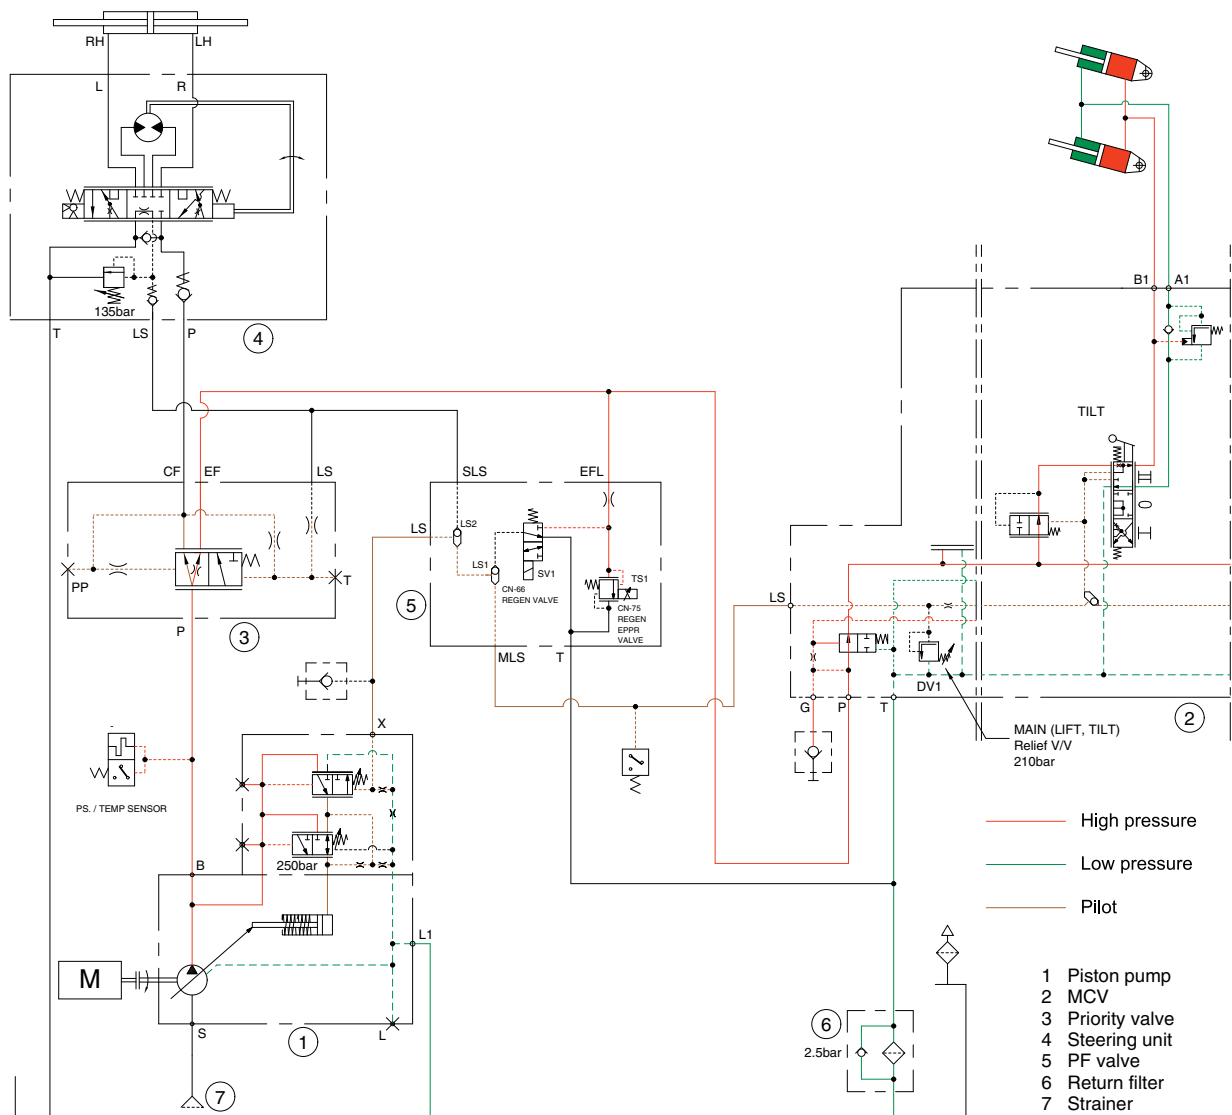 RH LH
L R
135bar
T LS P 4
B1 A1
TILT
CF EF LS
SLS EFL
LS LS2
LS1
SV1
CN-66
REGEN VALVE
TS1
CN-75
REGEN
EPPR
VALVE
5
PP T
P 3
MLS T
LS
DV1
G P T
2
MAIN (LIFT, TILT)
Relief V/V
210bar
X
PS. / TEMP SENSOR
250bar
B
L1
M
S L
1
7
High pressure
Low pressure
Pilot
6
2.5bar
1 Piston pump
2 MCV
3 Priority valve
4 Steering unit
5 PF valve
6 Return filter
7 Strainer